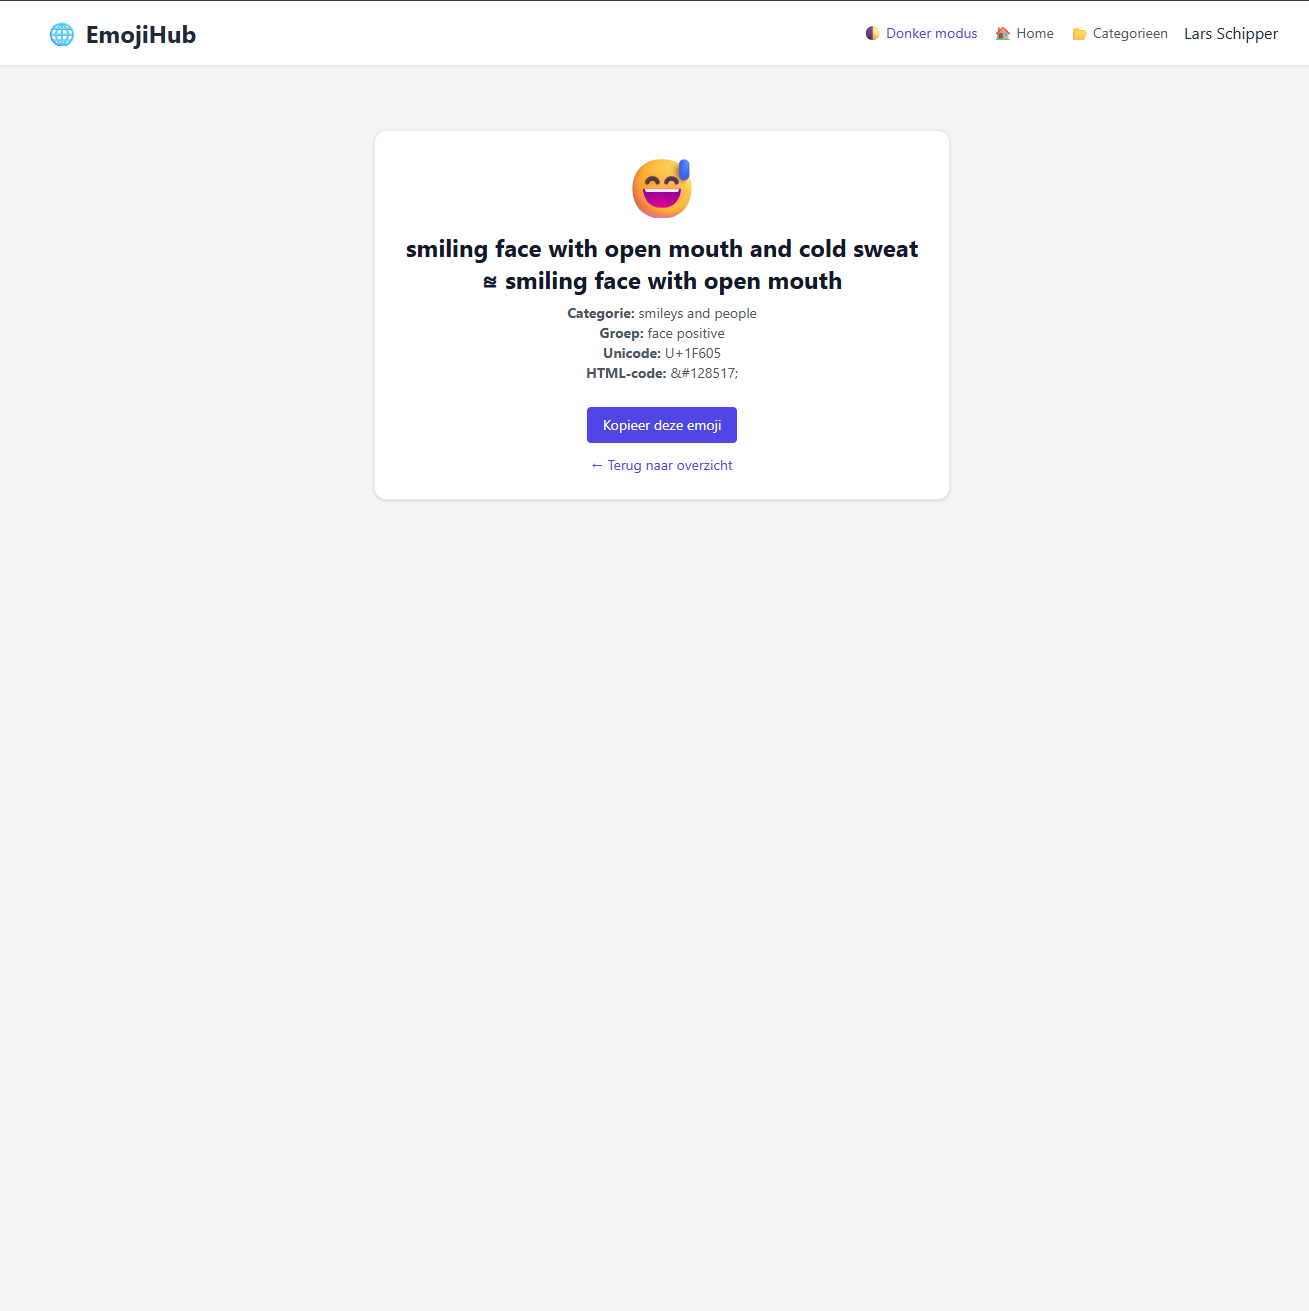 EmojiHub
Donker modus Home Categorieen Lars Schipper
smiling face with open mouth and cold sweat
≊ smiling face with open mouth
Categorie: smileys and people
Groep: face positive
Unicode: U+1F605
HTML-code: &#128517;
Kopieer deze emoji
← Terug naar overzicht